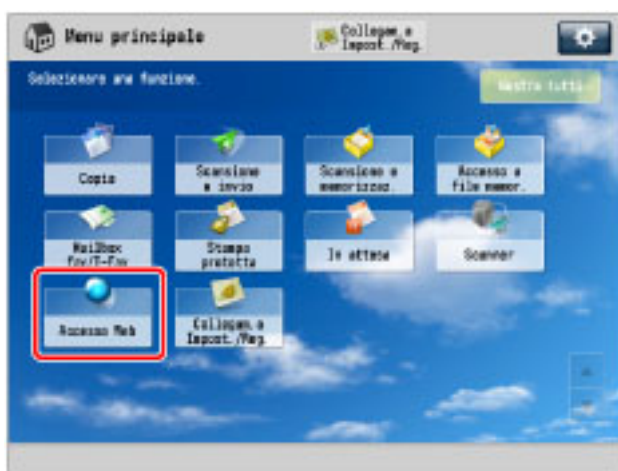 Menu principale
Collegam. a
Impost./Reg.
Selezionare una funzione.
Mostra tutti
Copia
Scansione
e invio
Scansione e
memorizzaz.
Accesso a
file memor.
Mailbox
fax/I-Fax
Stampa
protetta
In attesa
Scanner
Accesso Web
Collegam. a
Impost./Reg.